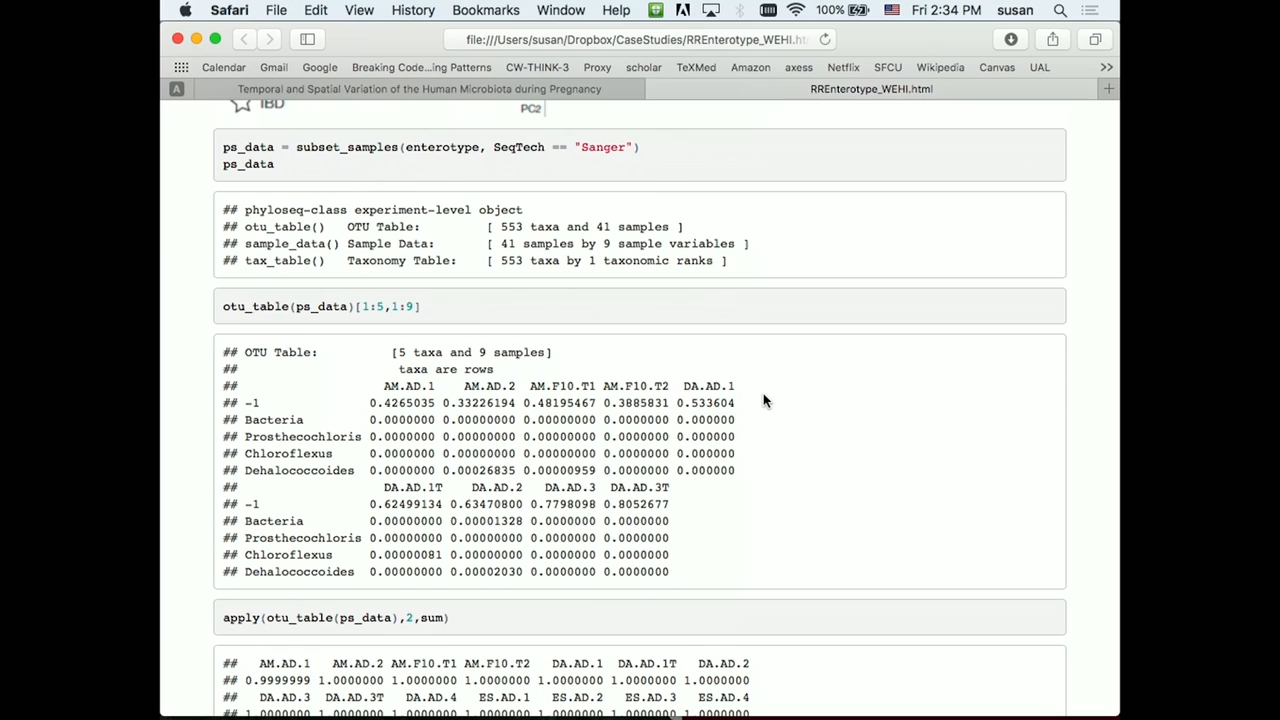 Safari File Edit View History Bookmarks Window Help 100% Fri 2:34 PM susan
file:///Users/susan/Dropbox/CaseStudies/RREnterotype_WEHI.ht
Calendar Gmail Google Breaking Code...ing Patterns CW-THINK-3 Proxy scholar TeXMed Amazon axess Netflix SFCU Wikipedia Canvas UAL >>
A Temporal and Spatial Variation of the Human Microbiota during Pregnancy RREnterotype_WEHI.html +
IBD PC2
ps_data = subset_samples(enterotype, SeqTech == "Sanger")
ps_data
## phyloseq-class experiment-level object
## otu_table() OTU Table: [ 553 taxa and 41 samples ]
## sample_data() Sample Data: [ 41 samples by 9 sample variables ]
## tax_table() Taxonomy Table: [ 553 taxa by 1 taxonomic ranks ]
otu_table(ps_data)[1:5,1:9]
## OTU Table: [5 taxa and 9 samples]
## taxa are rows
## AM.AD.1 AM.AD.2 AM.F10.T1 AM.F10.T2 DA.AD.1
## -1 0.4265035 0.33226194 0.48195467 0.3885831 0.533604
## Bacteria 0.0000000 0.00000000 0.00000000 0.0000000 0.000000
## Prosthecochloris 0.0000000 0.00000000 0.00000000 0.0000000 0.000000
## Chloroflexus 0.0000000 0.00000000 0.00000000 0.0000000 0.000000
## Dehalococcoides 0.0000000 0.00026835 0.00000959 0.0000000 0.000000
## DA.AD.1T DA.AD.2 DA.AD.3 DA.AD.3T
## -1 0.62499134 0.63470800 0.7798098 0.8052677
## Bacteria 0.00000000 0.00001328 0.0000000 0.0000000
## Prosthecochloris 0.00000000 0.00000000 0.0000000 0.0000000
## Chloroflexus 0.00000081 0.00000000 0.0000000 0.0000000
## Dehalococcoides 0.00000000 0.00002030 0.0000000 0.0000000
apply(otu_table(ps_data),2,sum)
## AM.AD.1 AM.AD.2 AM.F10.T1 AM.F10.T2 DA.AD.1 DA.AD.1T DA.AD.2
## 0.9999999 1.0000000 1.0000000 1.0000000 1.0000000 1.0000000 1.0000000
## DA.AD.3 DA.AD.3T DA.AD.4 ES.AD.1 ES.AD.2 ES.AD.3 ES.AD.4
## 1.0000000 1.0000000 1.0000000 1.0000000 1.0000000 1.0000000 1.0000000